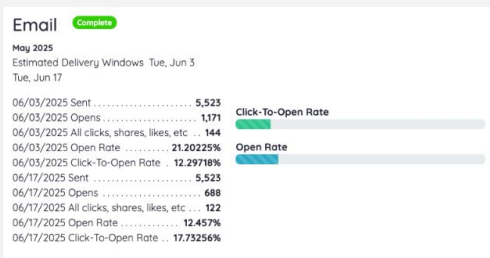 Email Complete
May 2025
Estimated Delivery Windows Tue, Jun 3
Tue, Jun 17
06/03/2025 Sent ...................... 5,523
06/03/2025 Opens ..................... 1,171
06/03/2025 All clicks, shares, likes, etc .. 144
06/03/2025 Open Rate .......... 21.20225%
06/03/2025 Click-To-Open Rate . 12.29718%
06/17/2025 Sent ....................... 5,523
06/17/2025 Opens ...................... 688
06/17/2025 All clicks, shares, likes, etc ... 122
06/17/2025 Open Rate ............. 12.457%
06/17/2025 Click-To-Open Rate .. 17.73256%
Click-To-Open Rate
Open Rate